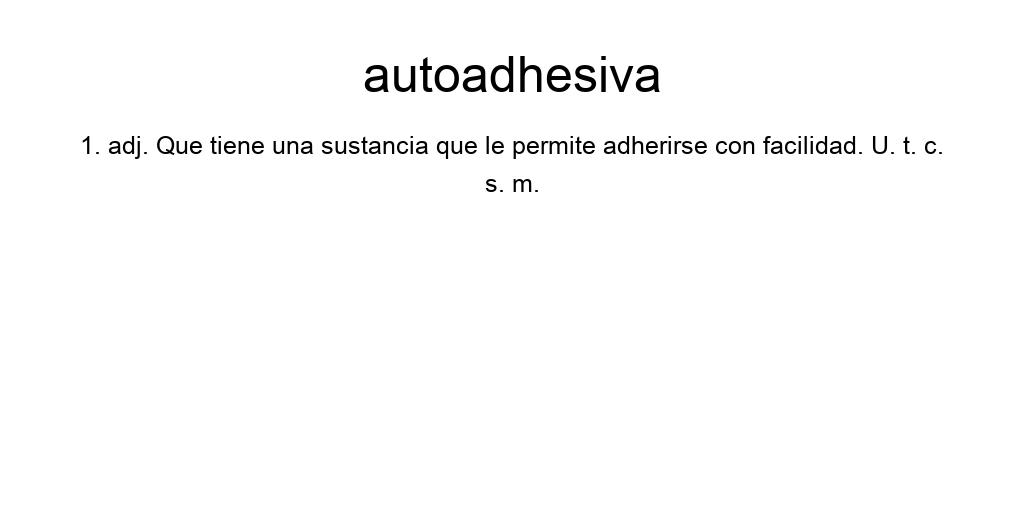 autoadhesiva
1. adj. Que tiene una sustancia que le permite adherirse con facilidad. U. t. c.
s. m.